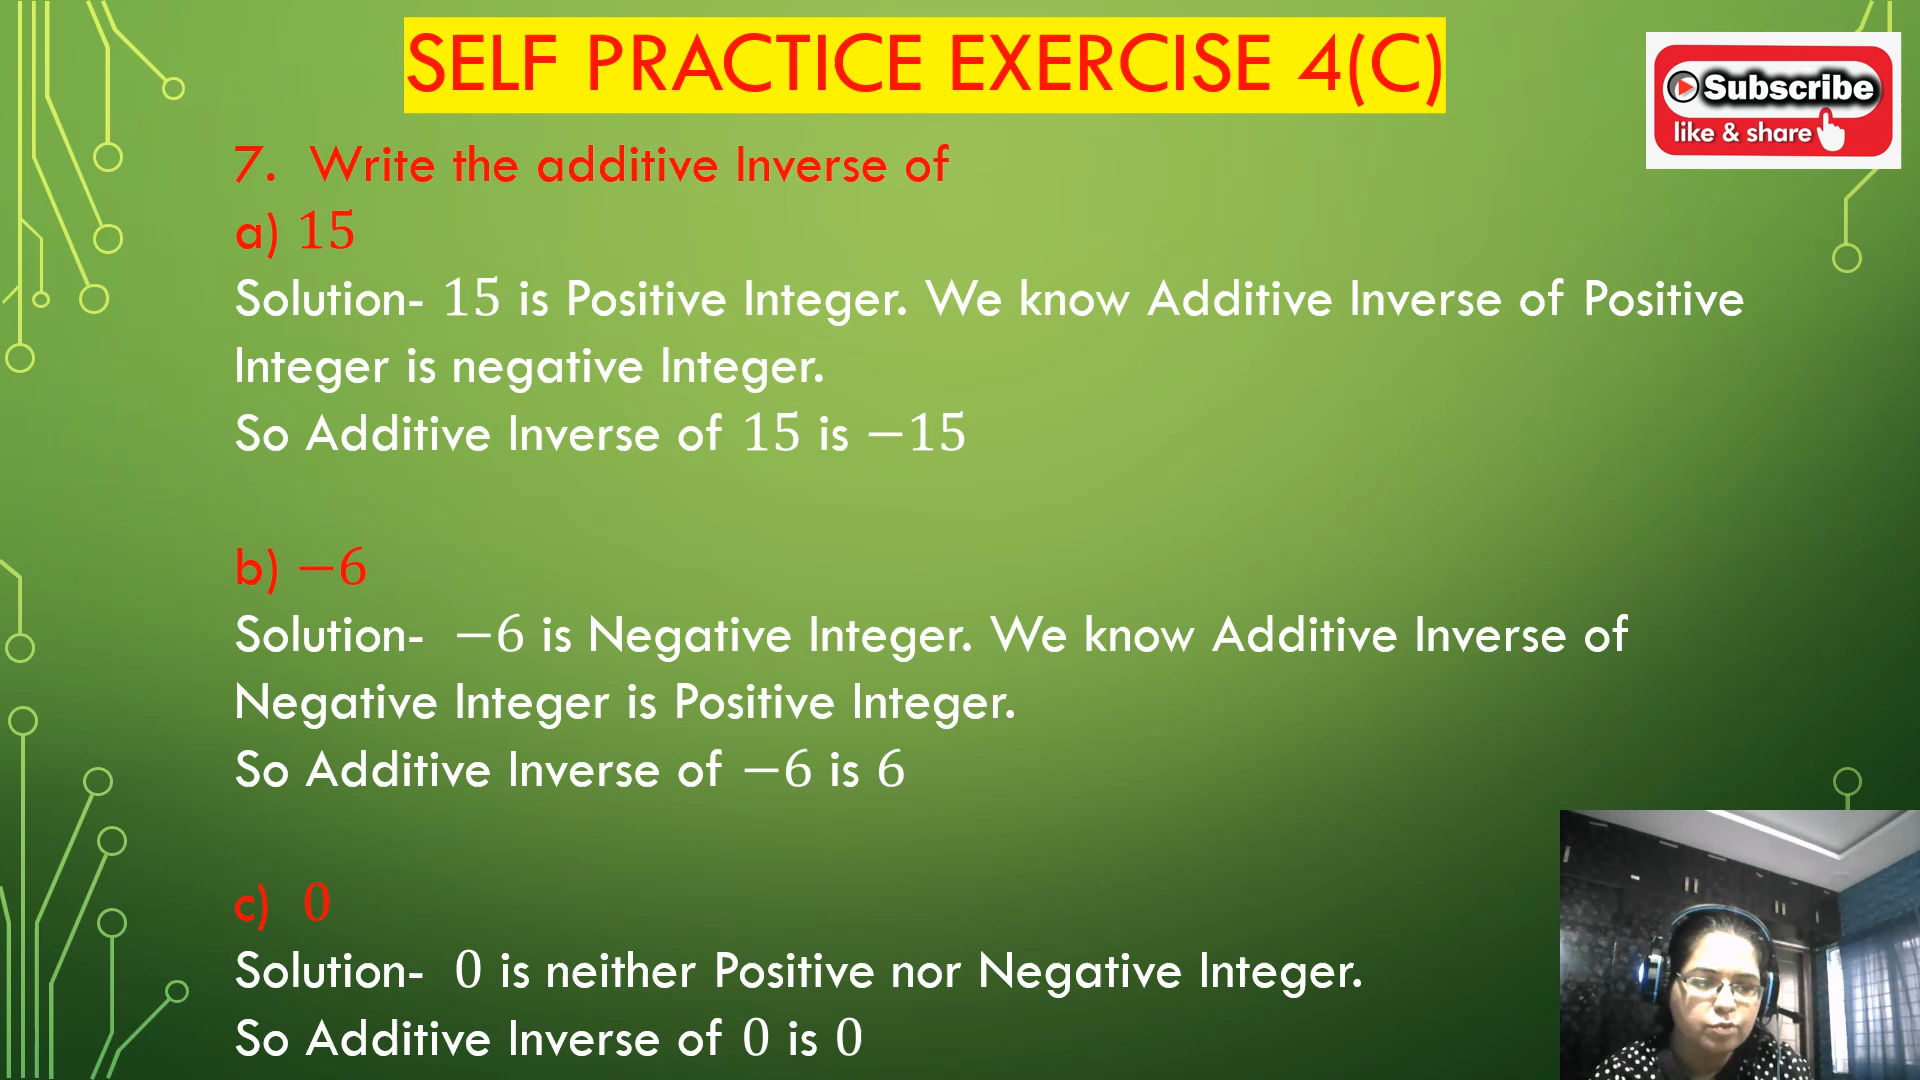 SELF PRACTICE EXERCISE 4(C)
Subscribe
like & share
7. Write the additive Inverse of
a) 15
Solution- 15 is Positive Integer. We know Additive Inverse of Positive
Integer is negative Integer.
So Additive Inverse of 15 is −15
b) −6
Solution- −6 is Negative Integer. We know Additive Inverse of
Negative Integer is Positive Integer.
So Additive Inverse of −6 is 6
c) 0
Solution- 0 is neither Positive nor Negative Integer.
So Additive Inverse of 0 is 0